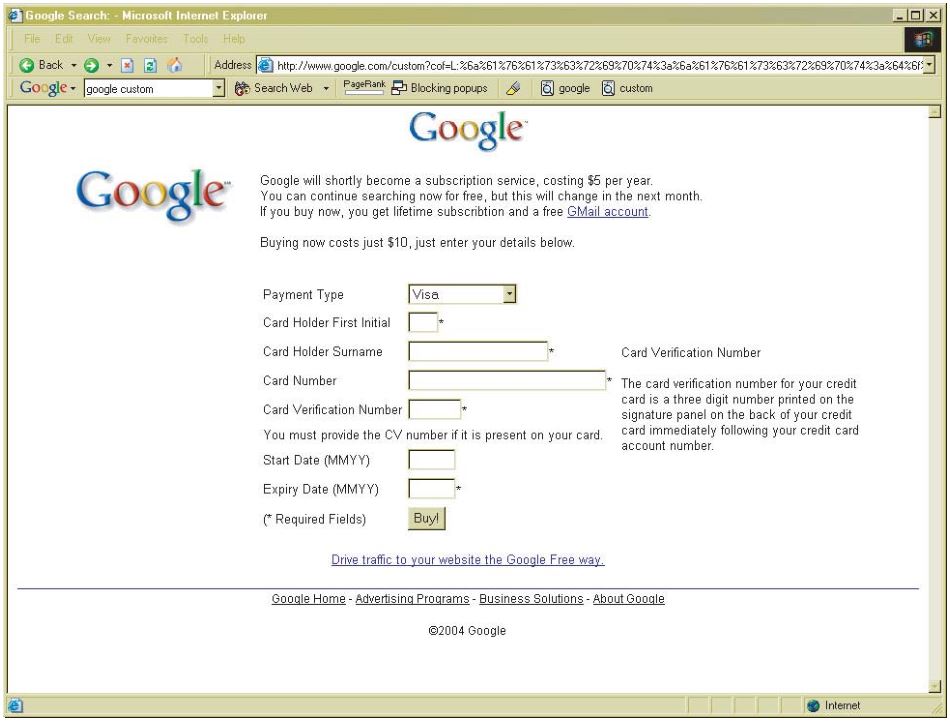 Google Search: - Microsoft Internet Explorer
File Edit View Favorites Tools Help
Back Address http://www.google.com/custom?cof=L:%6a%61%76%61%73%63%72%69%70%74%3a%6a%61%76%61%73%63%72%69%70%74%3a%64%6f
Google google custom Search Web PageRank Blocking popups google custom
Google™
Google™
Google will shortly become a subscription service, costing $5 per year.
You can continue searching now for free, but this will change in the next month.
If you buy now, you get lifetime subscribtion and a free GMail account.
Buying now costs just $10, just enter your details below.
Payment Type Visa
Card Holder First Initial *
Card Holder Surname *
Card Number *
Card Verification Number *
You must provide the CV number if it is present on your card.
Start Date (MMYY)
Expiry Date (MMYY) *
(* Required Fields) Buy!
Card Verification Number
The card verification number for your credit
card is a three digit number printed on the
signature panel on the back of your credit
card immediately following your credit card
account number.
Drive traffic to your website the Google Free way.
Google Home - Advertising Programs - Business Solutions - About Google
©2004 Google
Internet